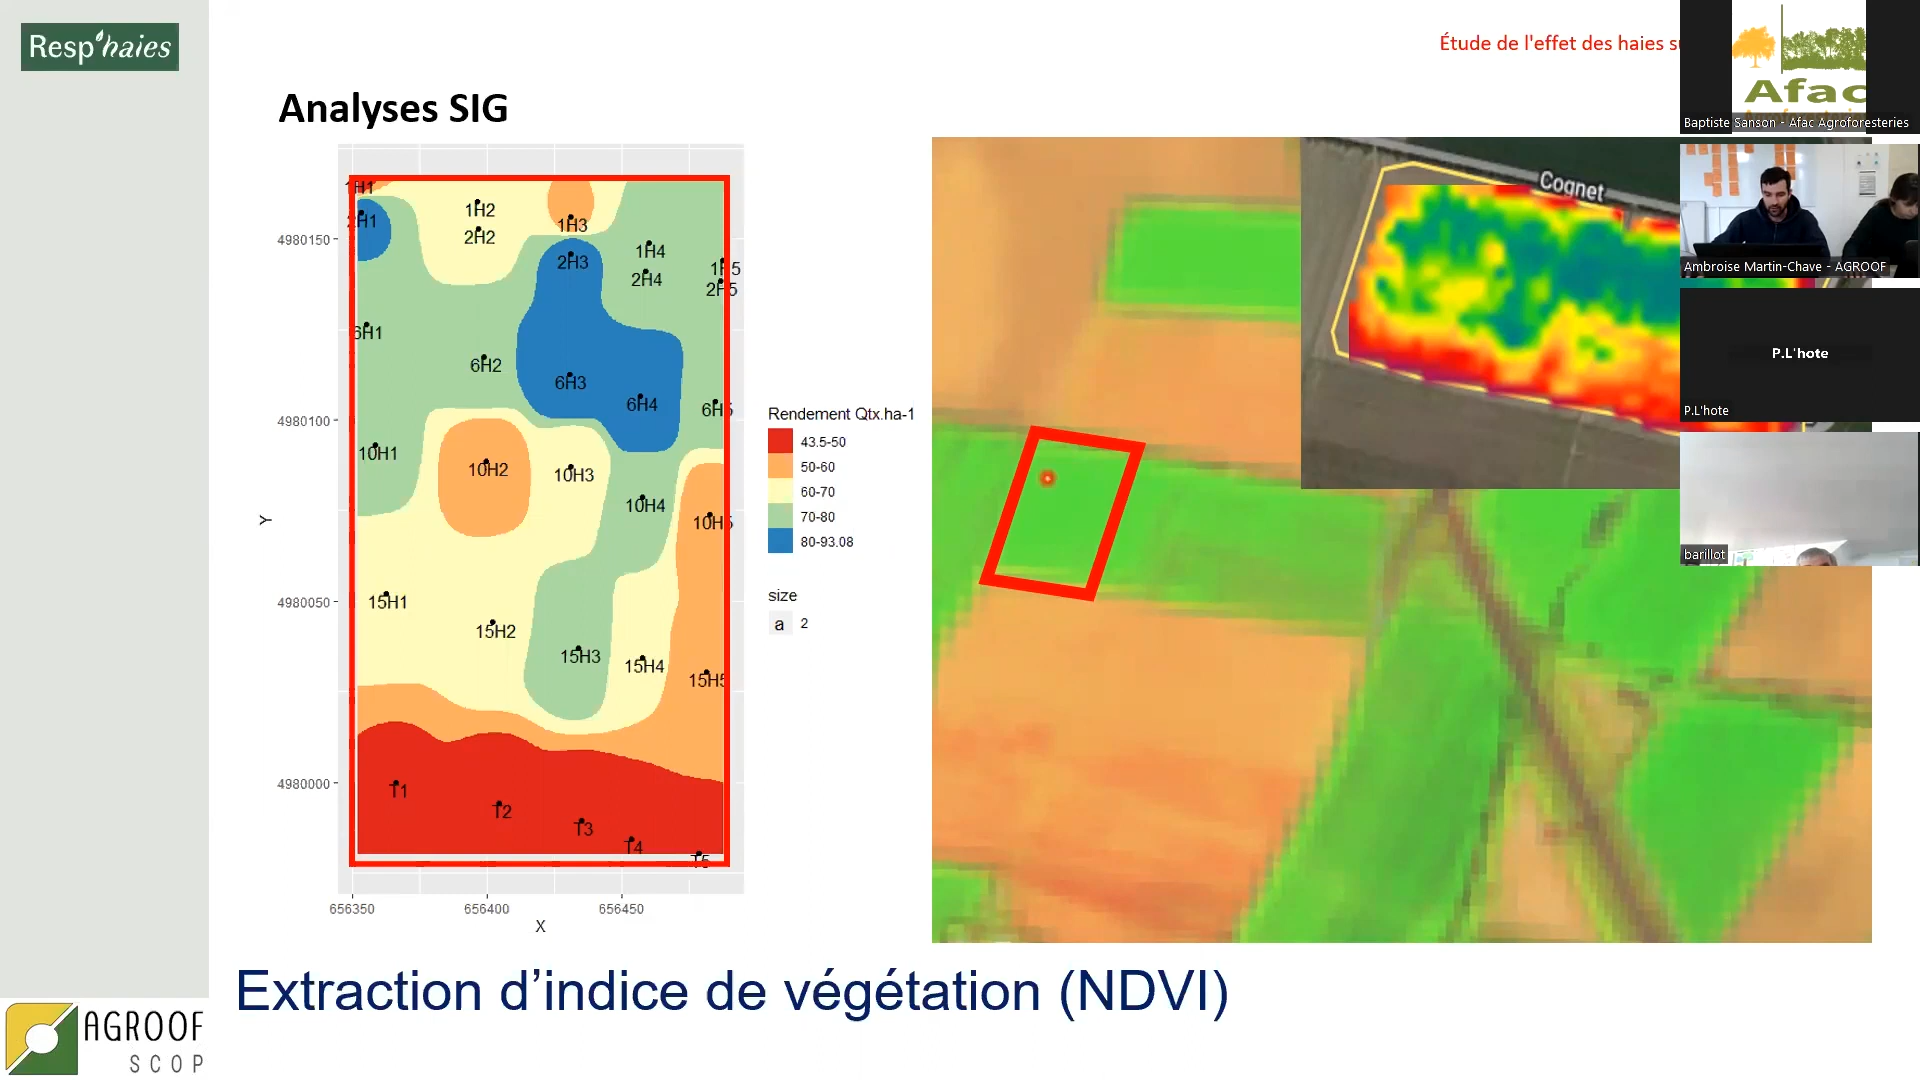 Resp'haies
Étude de l'effet des haies s
Afac
Baptiste Sanson - Afac Agroforesteries
Analyses SIG
1H1
2H1
1H2
2H2
1H3
2H3
1H4
2H4
1H5
2H5
6H1
6H2
6H3
6H4
6H5
10H1
10H2
10H3
10H4
10H5
15H1
15H2
15H3
15H4
15H5
T1
T2
T3
T4
T5
4980150
4980100
4980050
4980000
Y
656350
656400
656450
X
Rendement Qtx.ha-1
43.5-50
50-60
60-70
70-80
80-93.08
size
a 2
Cognet
Ambroise Martin-Chave - AGROOF
P.L'hote
P.L'hote
barillot
Extraction d'indice de végétation (NDVI)
AGROOF
SCOP